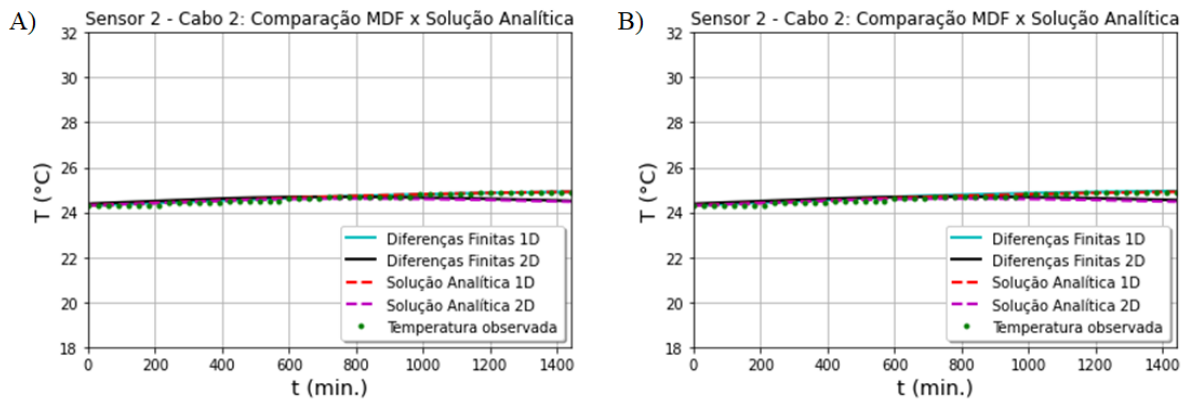 A)
Sensor 2 - Cabo 2: Comparação MDF x Solução Analítica
32
30
28
26
24
22
20
18
T (°C)
Diferenças Finitas 1D
Diferenças Finitas 2D
Solução Analítica 1D
Solução Analítica 2D
Temperatura observada
0 200 400 600 800 1000 1200 1400
t (min.)
B)
Sensor 2 - Cabo 2: Comparação MDF x Solução Analítica
32
30
28
26
24
22
20
18
T (°C)
Diferenças Finitas 1D
Diferenças Finitas 2D
Solução Analítica 1D
Solução Analítica 2D
Temperatura observada
0 200 400 600 800 1000 1200 1400
t (min.)